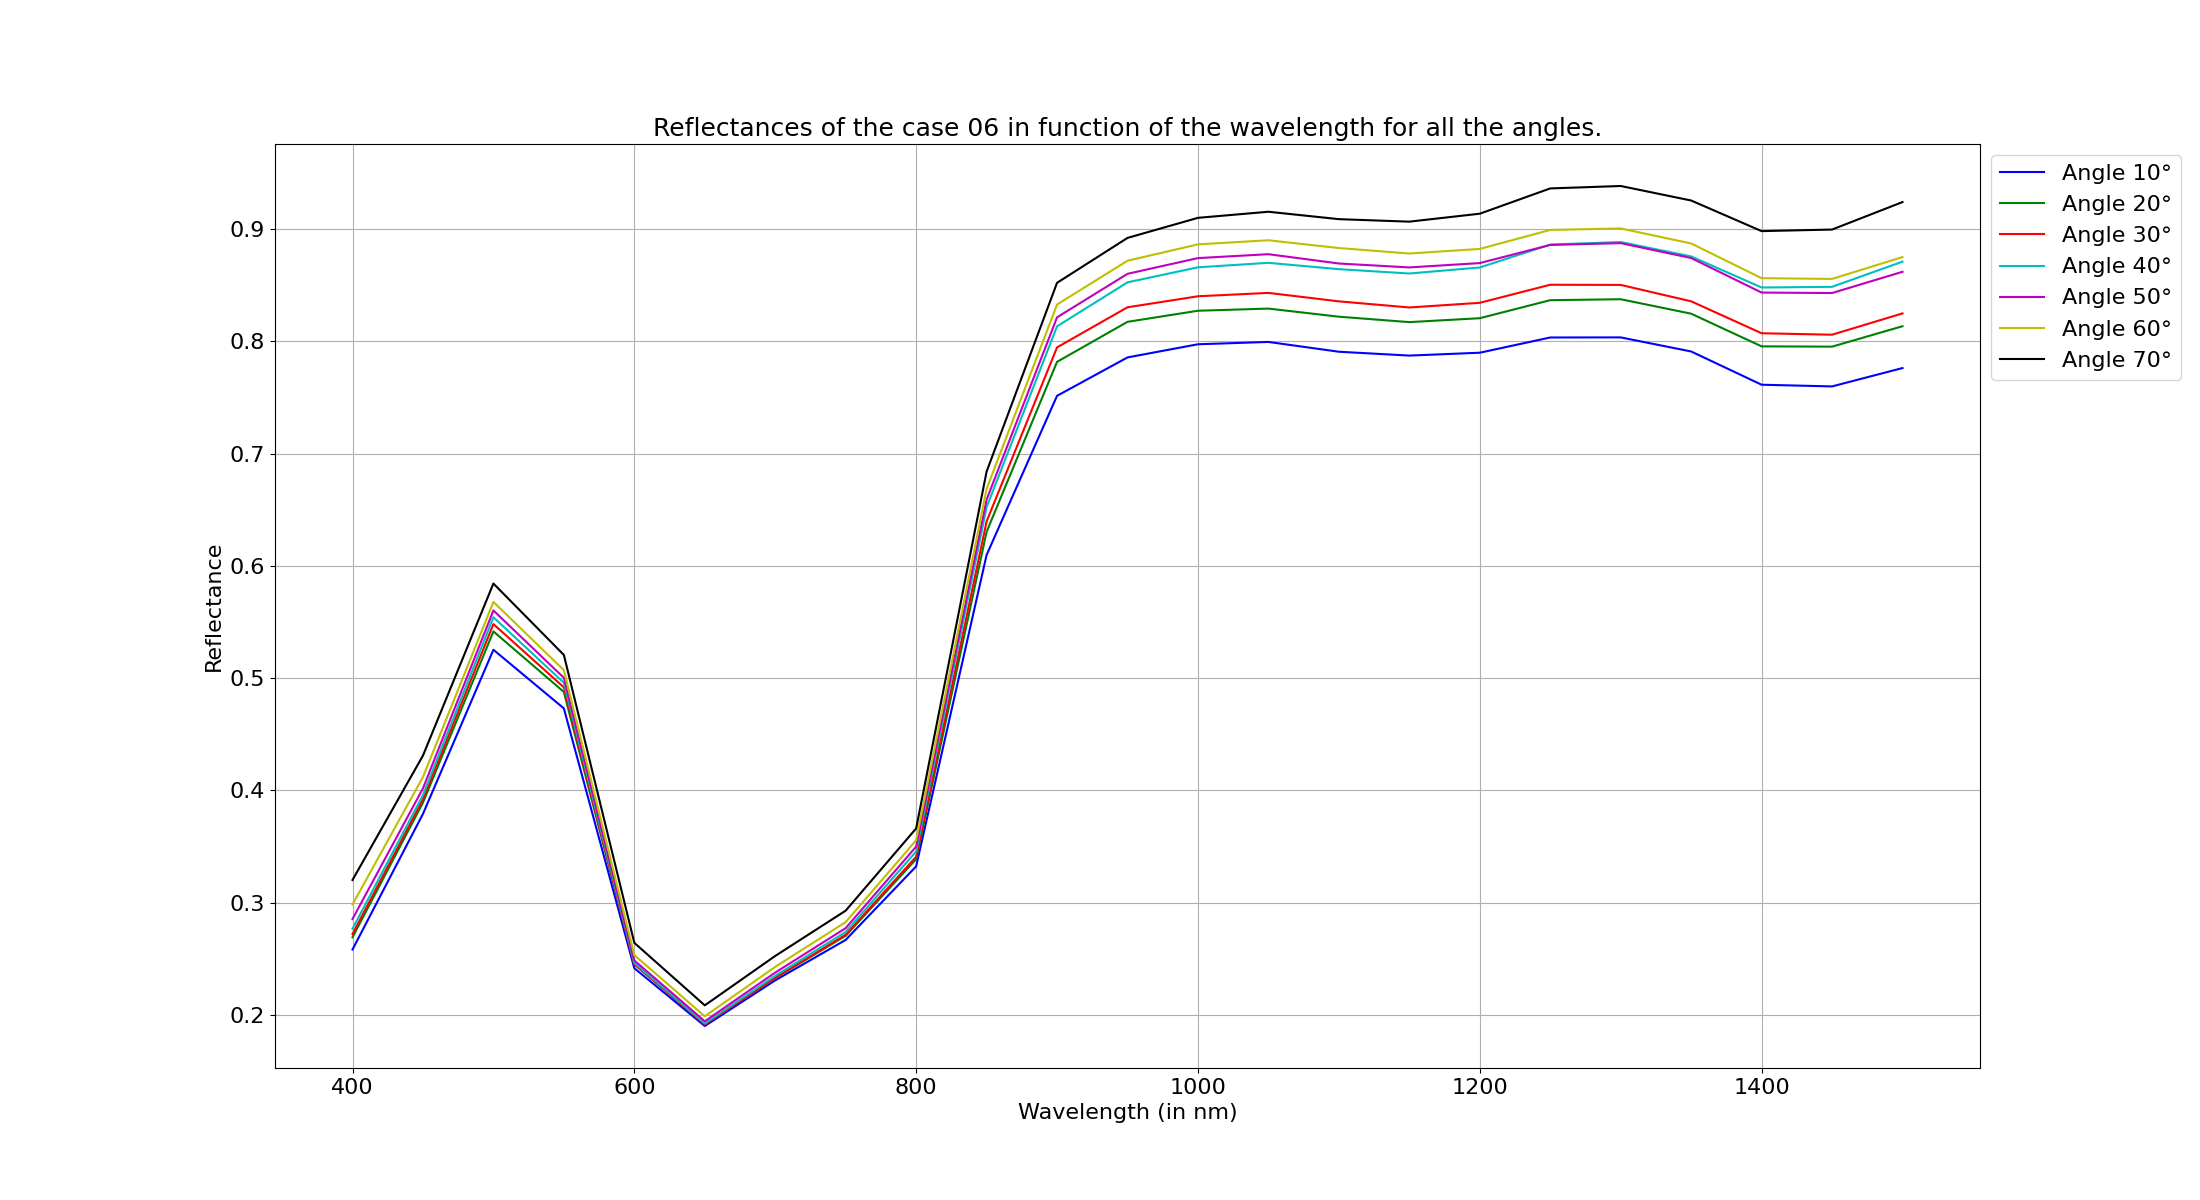 Reflectances of the case 06 in function of the wavelength for all the angles.
Angle 10°
Angle 20°
Angle 30°
Angle 40°
Angle 50°
Angle 60°
Angle 70°
0.9
0.8
0.7
0.6
0.5
0.4
0.3
0.2
Reflectance
400 600 800 1000 1200 1400
Wavelength (in nm)